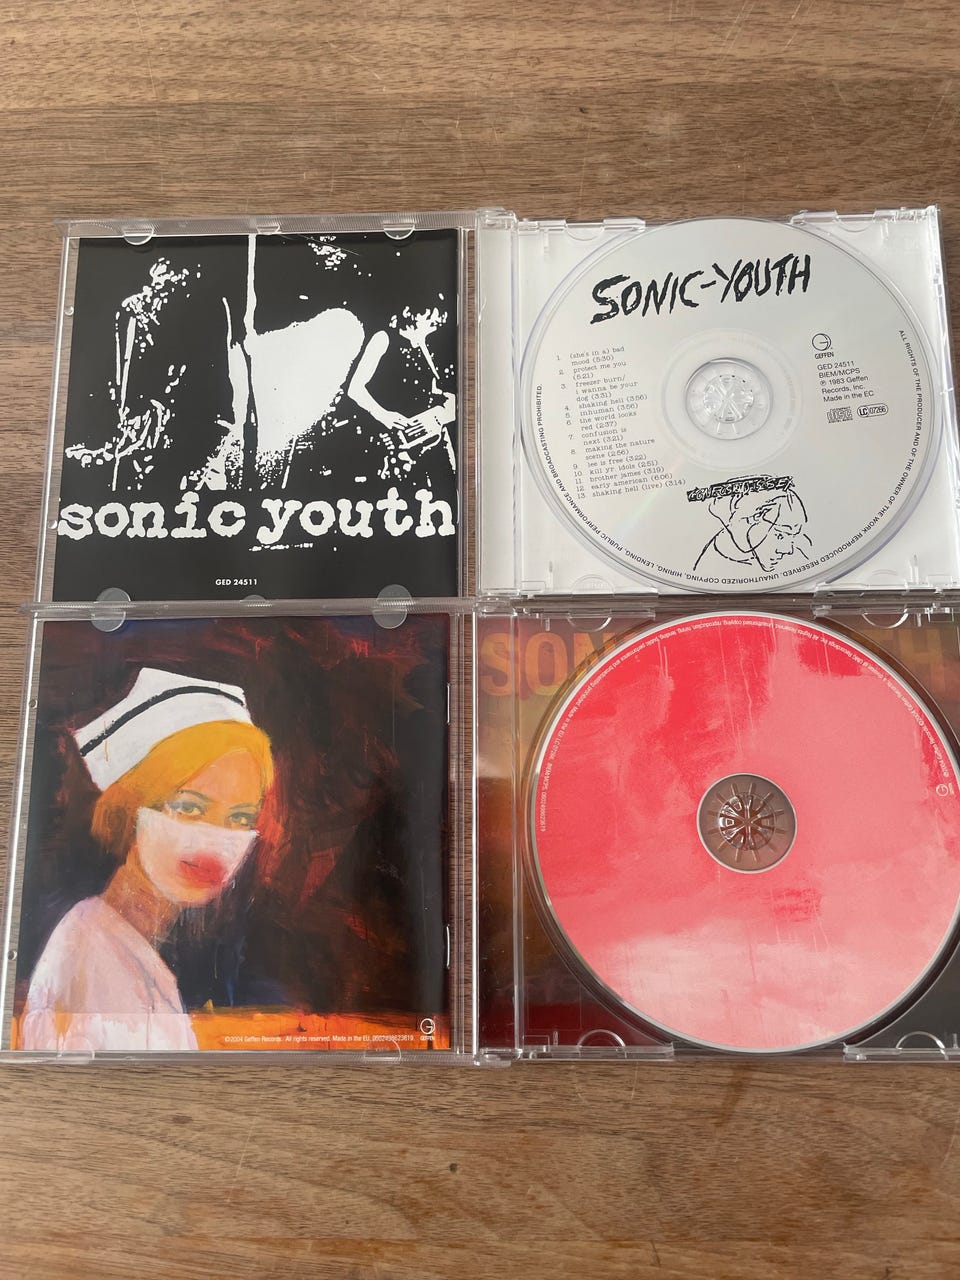 sonic youth
GED 24511
SONIC-YOUTH
1. (she's in a) bad
mood (5:30)
2. protect me you
(5:21)
3. freezer burn/
i wanna be your
dog (3:31)
4. shaking hell (3:56)
5. inhuman (3:56)
6. the world looks
red (2:37)
7. confusion is
next (3:21)
8. making the nature
scene (2:56)
9. lee is free (3:22)
10. kill yr. idols (2:51)
11. brother james (3:19)
12. early american (6:06)
13. shaking hell (live) (3:14)
GEFFEN
GED 24511
BIEM/MCPS
℗ 1983 Geffen
Records, Inc.
Made in the EC
LC 07266
ALL RIGHTS OF THE PRODUCER AND OF THE OWNER OF THE WORK REPRODUCED RESERVED. UNAUTHORIZED COPYING, HIRING, LENDING, PUBLIC PERFORMANCE AND BROADCASTING PROHIBITED.
©2004 Geffen Records. All rights reserved. Made in the EU.
GEFFEN